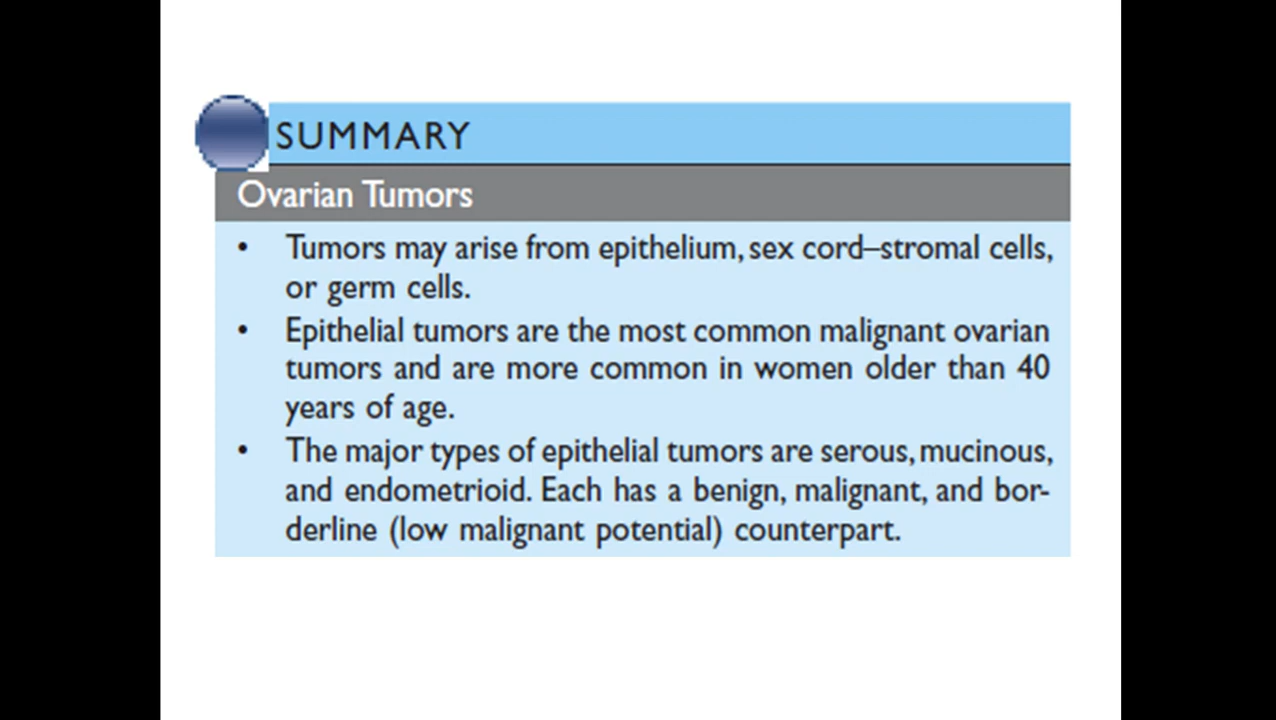 SUMMARY
Ovarian Tumors
• Tumors may arise from epithelium, sex cord–stromal cells,
or germ cells.
• Epithelial tumors are the most common malignant ovarian
tumors and are more common in women older than 40
years of age.
• The major types of epithelial tumors are serous, mucinous,
and endometrioid. Each has a benign, malignant, and bor-
derline (low malignant potential) counterpart.